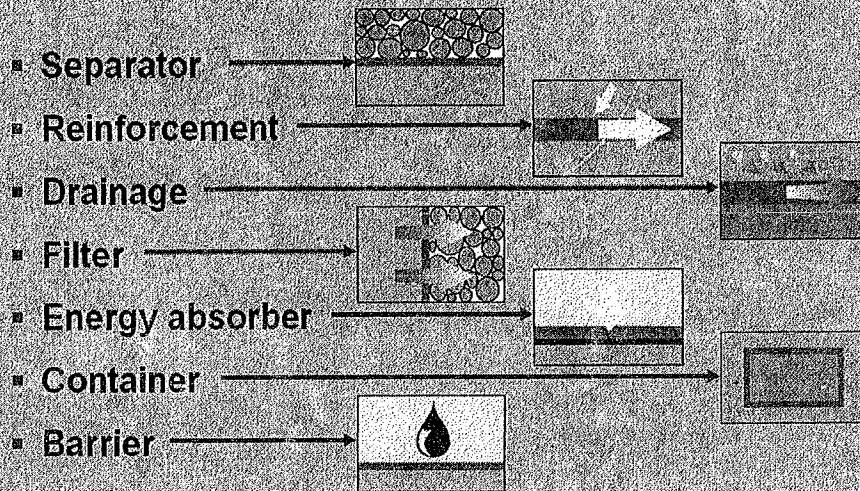 Separator
Reinforcement
Drainage
Filter
Energy absorber
Container
Barrier